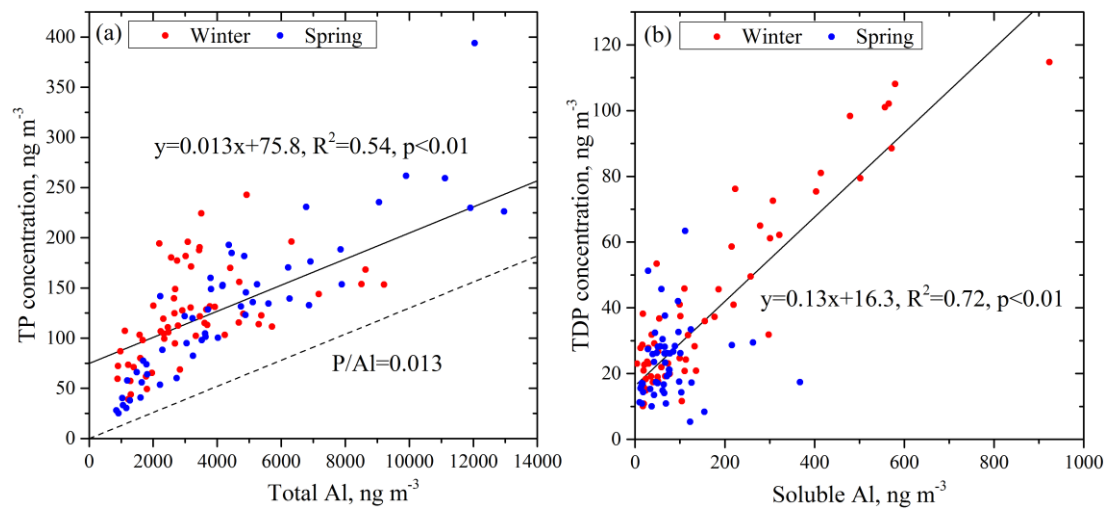 (a)
Winter
Spring
400
350
300
250
200
150
100
50
0
TP concentration, ng m⁻³
y=0.013x+75.8, R²=0.54, p<0.01
P/Al=0.013
0 2000 4000 6000 8000 10000 12000 14000
Total Al, ng m⁻³
(b)
Winter
Spring
120
100
80
60
40
20
0
TDP concentration, ng m⁻³
y=0.13x+16.3, R²=0.72, p<0.01
0 200 400 600 800 1000
Soluble Al, ng m⁻³